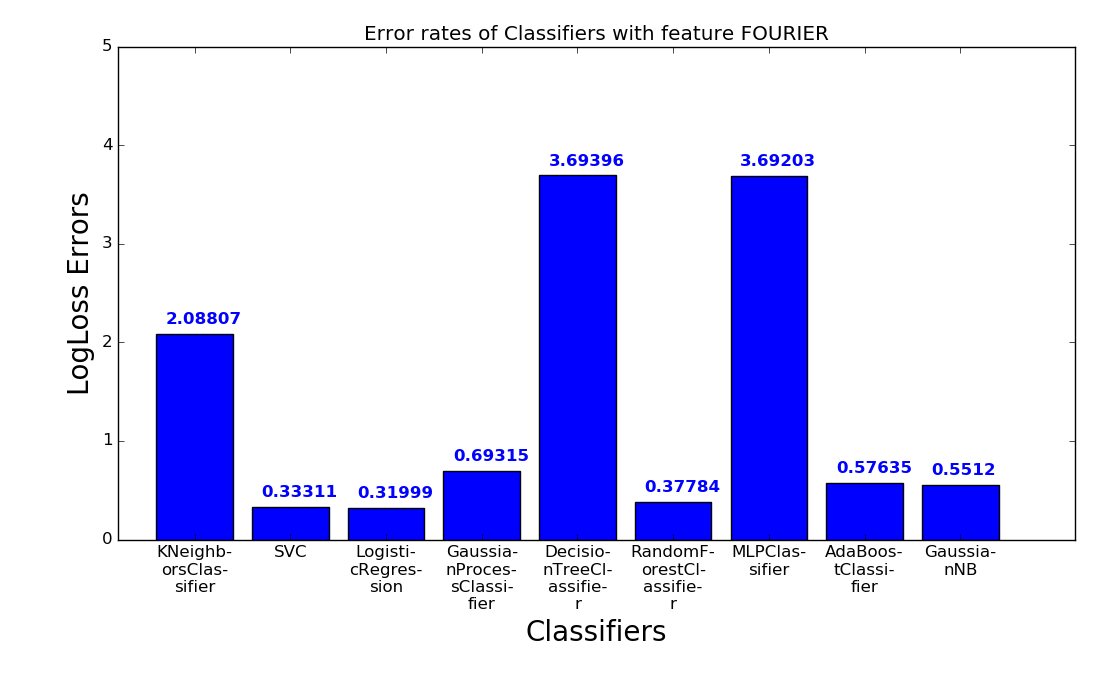 Error rates of Classifiers with feature FOURIER
5
4
3
2
1
0
LogLoss Errors
2.08807
0.33311
0.31999
0.69315
3.69396
0.37784
3.69203
0.57635
0.5512
KNeighb-
orsClas-
sifier
SVC
Logisti-
cRegres-
sion
Gaussia-
nProces-
sClassi-
fier
Decisio-
nTreeCl-
assifie-
r
RandomF-
orestCl-
assifie-
r
MLPClas-
sifier
AdaBoos-
tClassi-
fier
Gaussia-
nNB
Classifiers